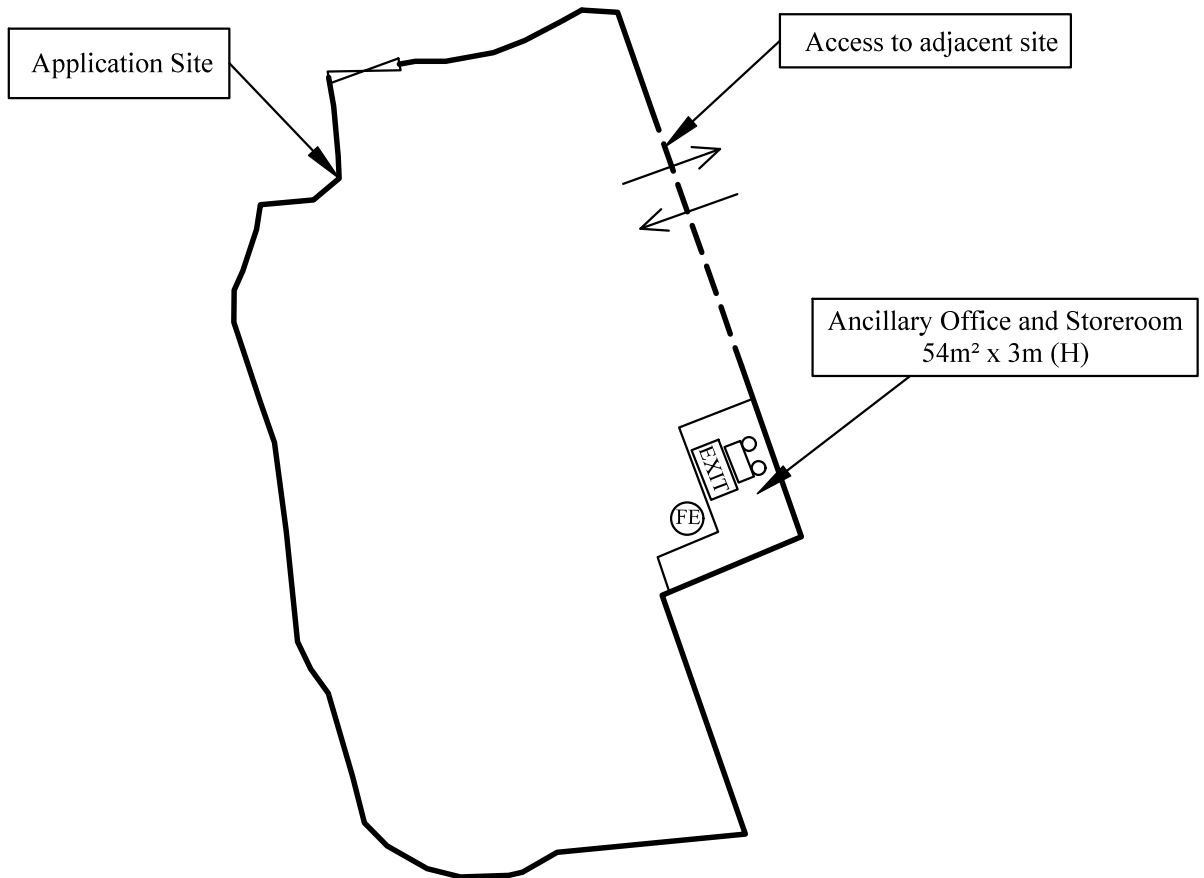 Application Site
Access to adjacent site
Ancillary Office and Storeroom
54m² x 3m (H)
EXIT
FE